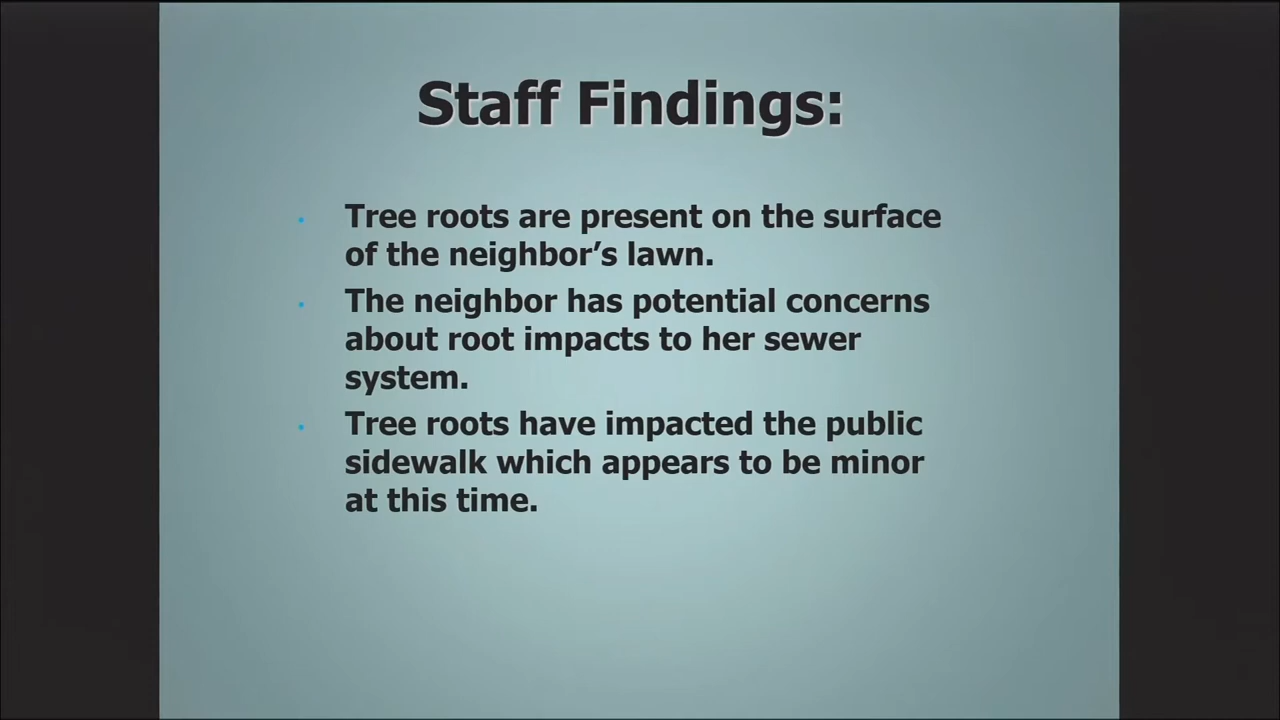 Staff Findings:
Tree roots are present on the surface
of the neighbor’s lawn.
The neighbor has potential concerns
about root impacts to her sewer
system.
Tree roots have impacted the public
sidewalk which appears to be minor
at this time.